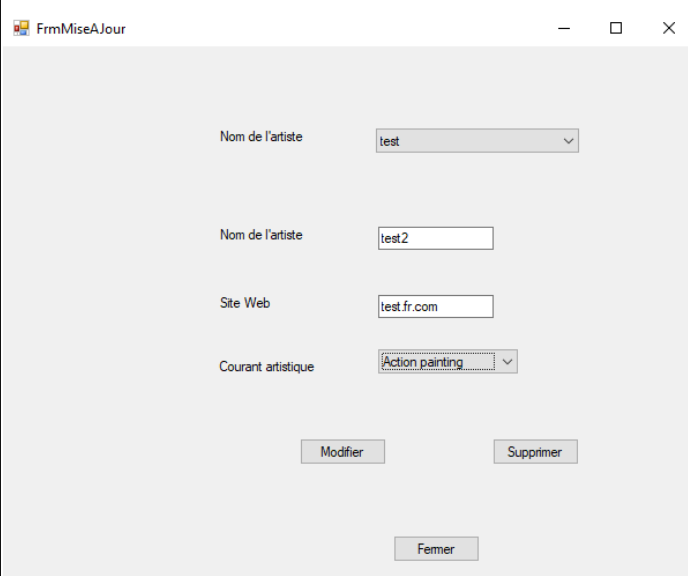 FrmMiseAJour
Nom de l'artiste
test
Nom de l'artiste
test2
Site Web
test.fr.com
Courant artistique
Action painting
Modifier
Supprimer
Fermer